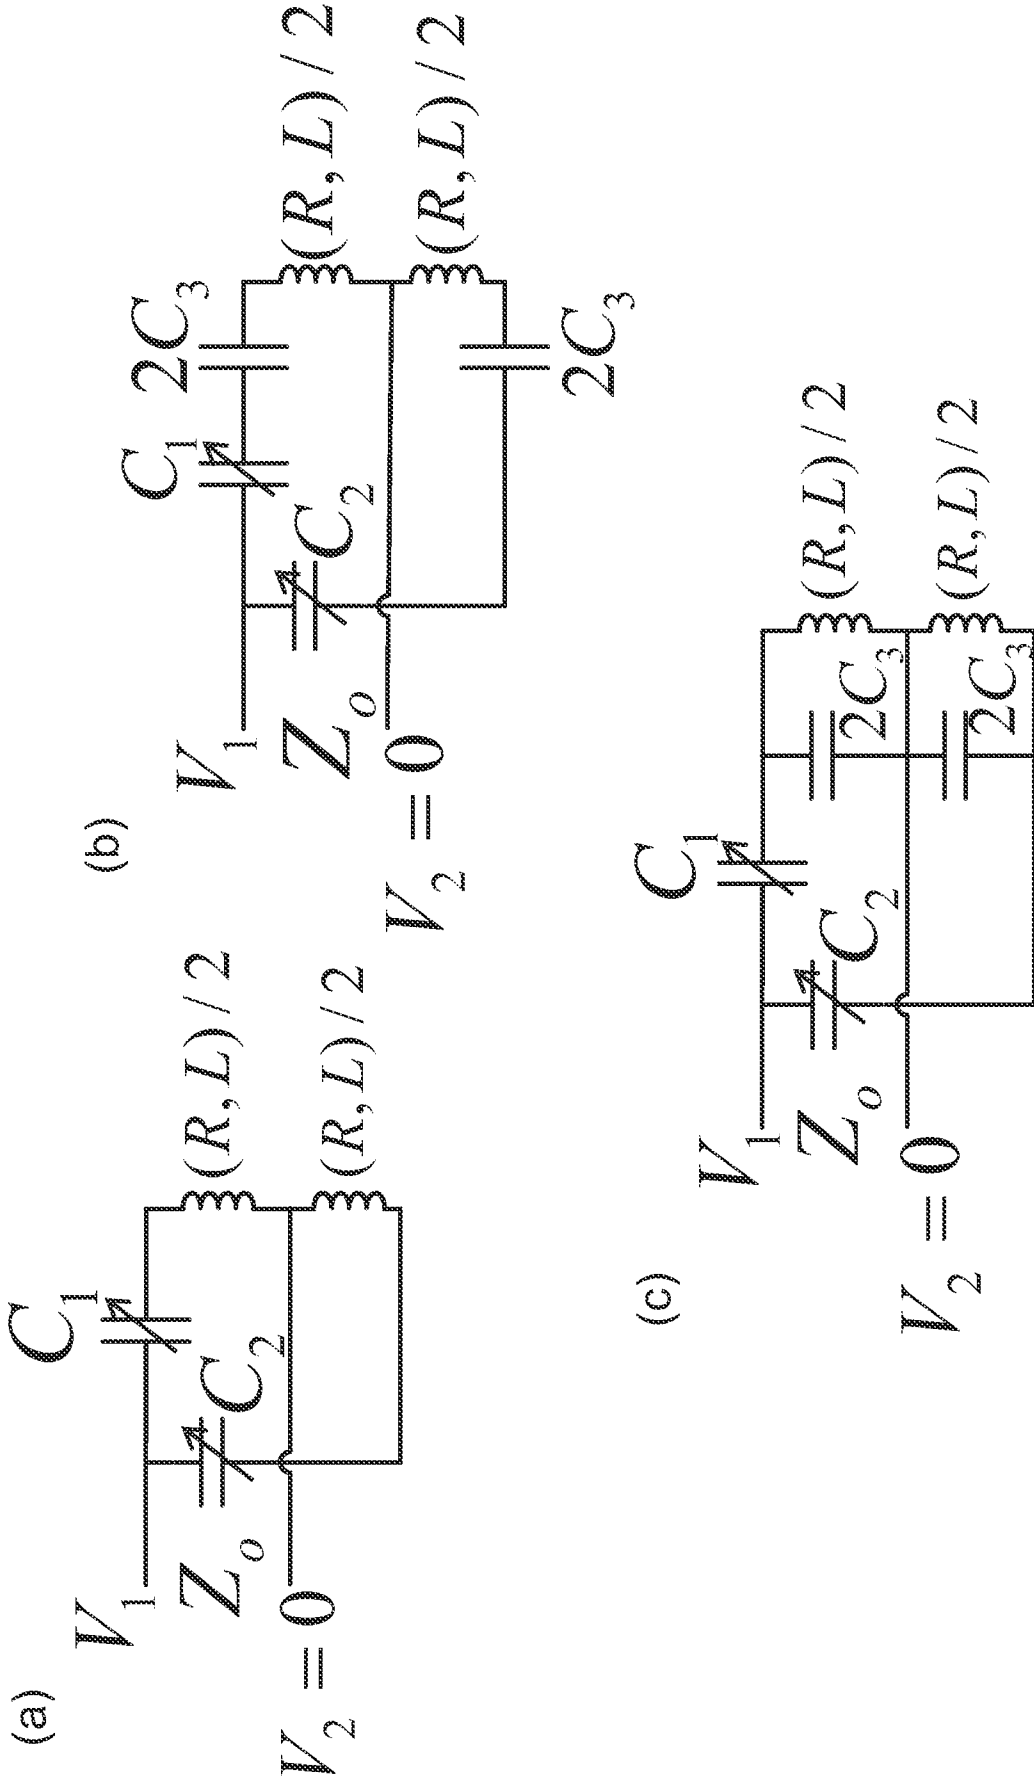 (a)
C₁
V₁
(R, L) / 2
Z₀
C₂
V₂ = 0
(R, L) / 2
(b)
C₁
2C₃
V₁
(R, L) / 2
Z₀
C₂
V₂ = 0
(R, L) / 2
2C₃
(c)
C₁
V₁
(R, L) / 2
Z₀
C₂
2C₃
V₂ = 0
(R, L) / 2
2C₃